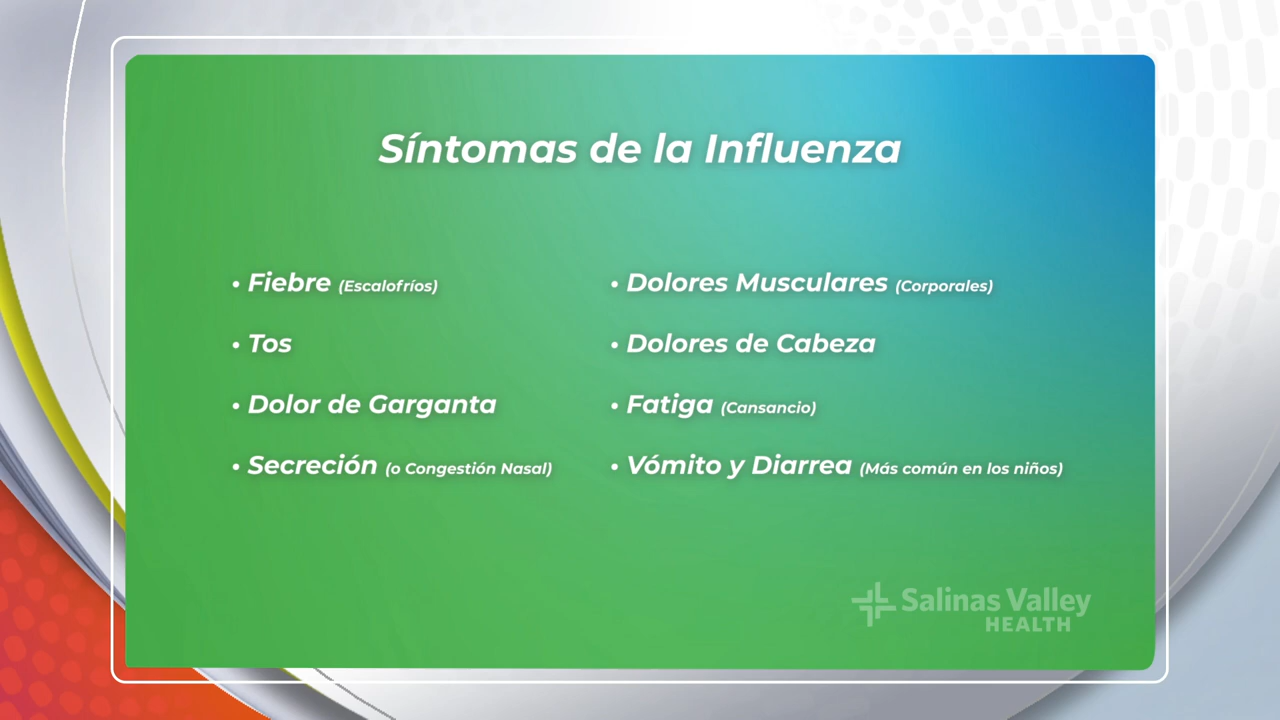 Síntomas de la Influenza
• Fiebre (Escalofríos)
• Tos
• Dolor de Garganta
• Secreción (o Congestión Nasal)
• Dolores Musculares (Corporales)
• Dolores de Cabeza
• Fatiga (Cansancio)
• Vómito y Diarrea (Más común en los niños)
Salinas Valley
HEALTH